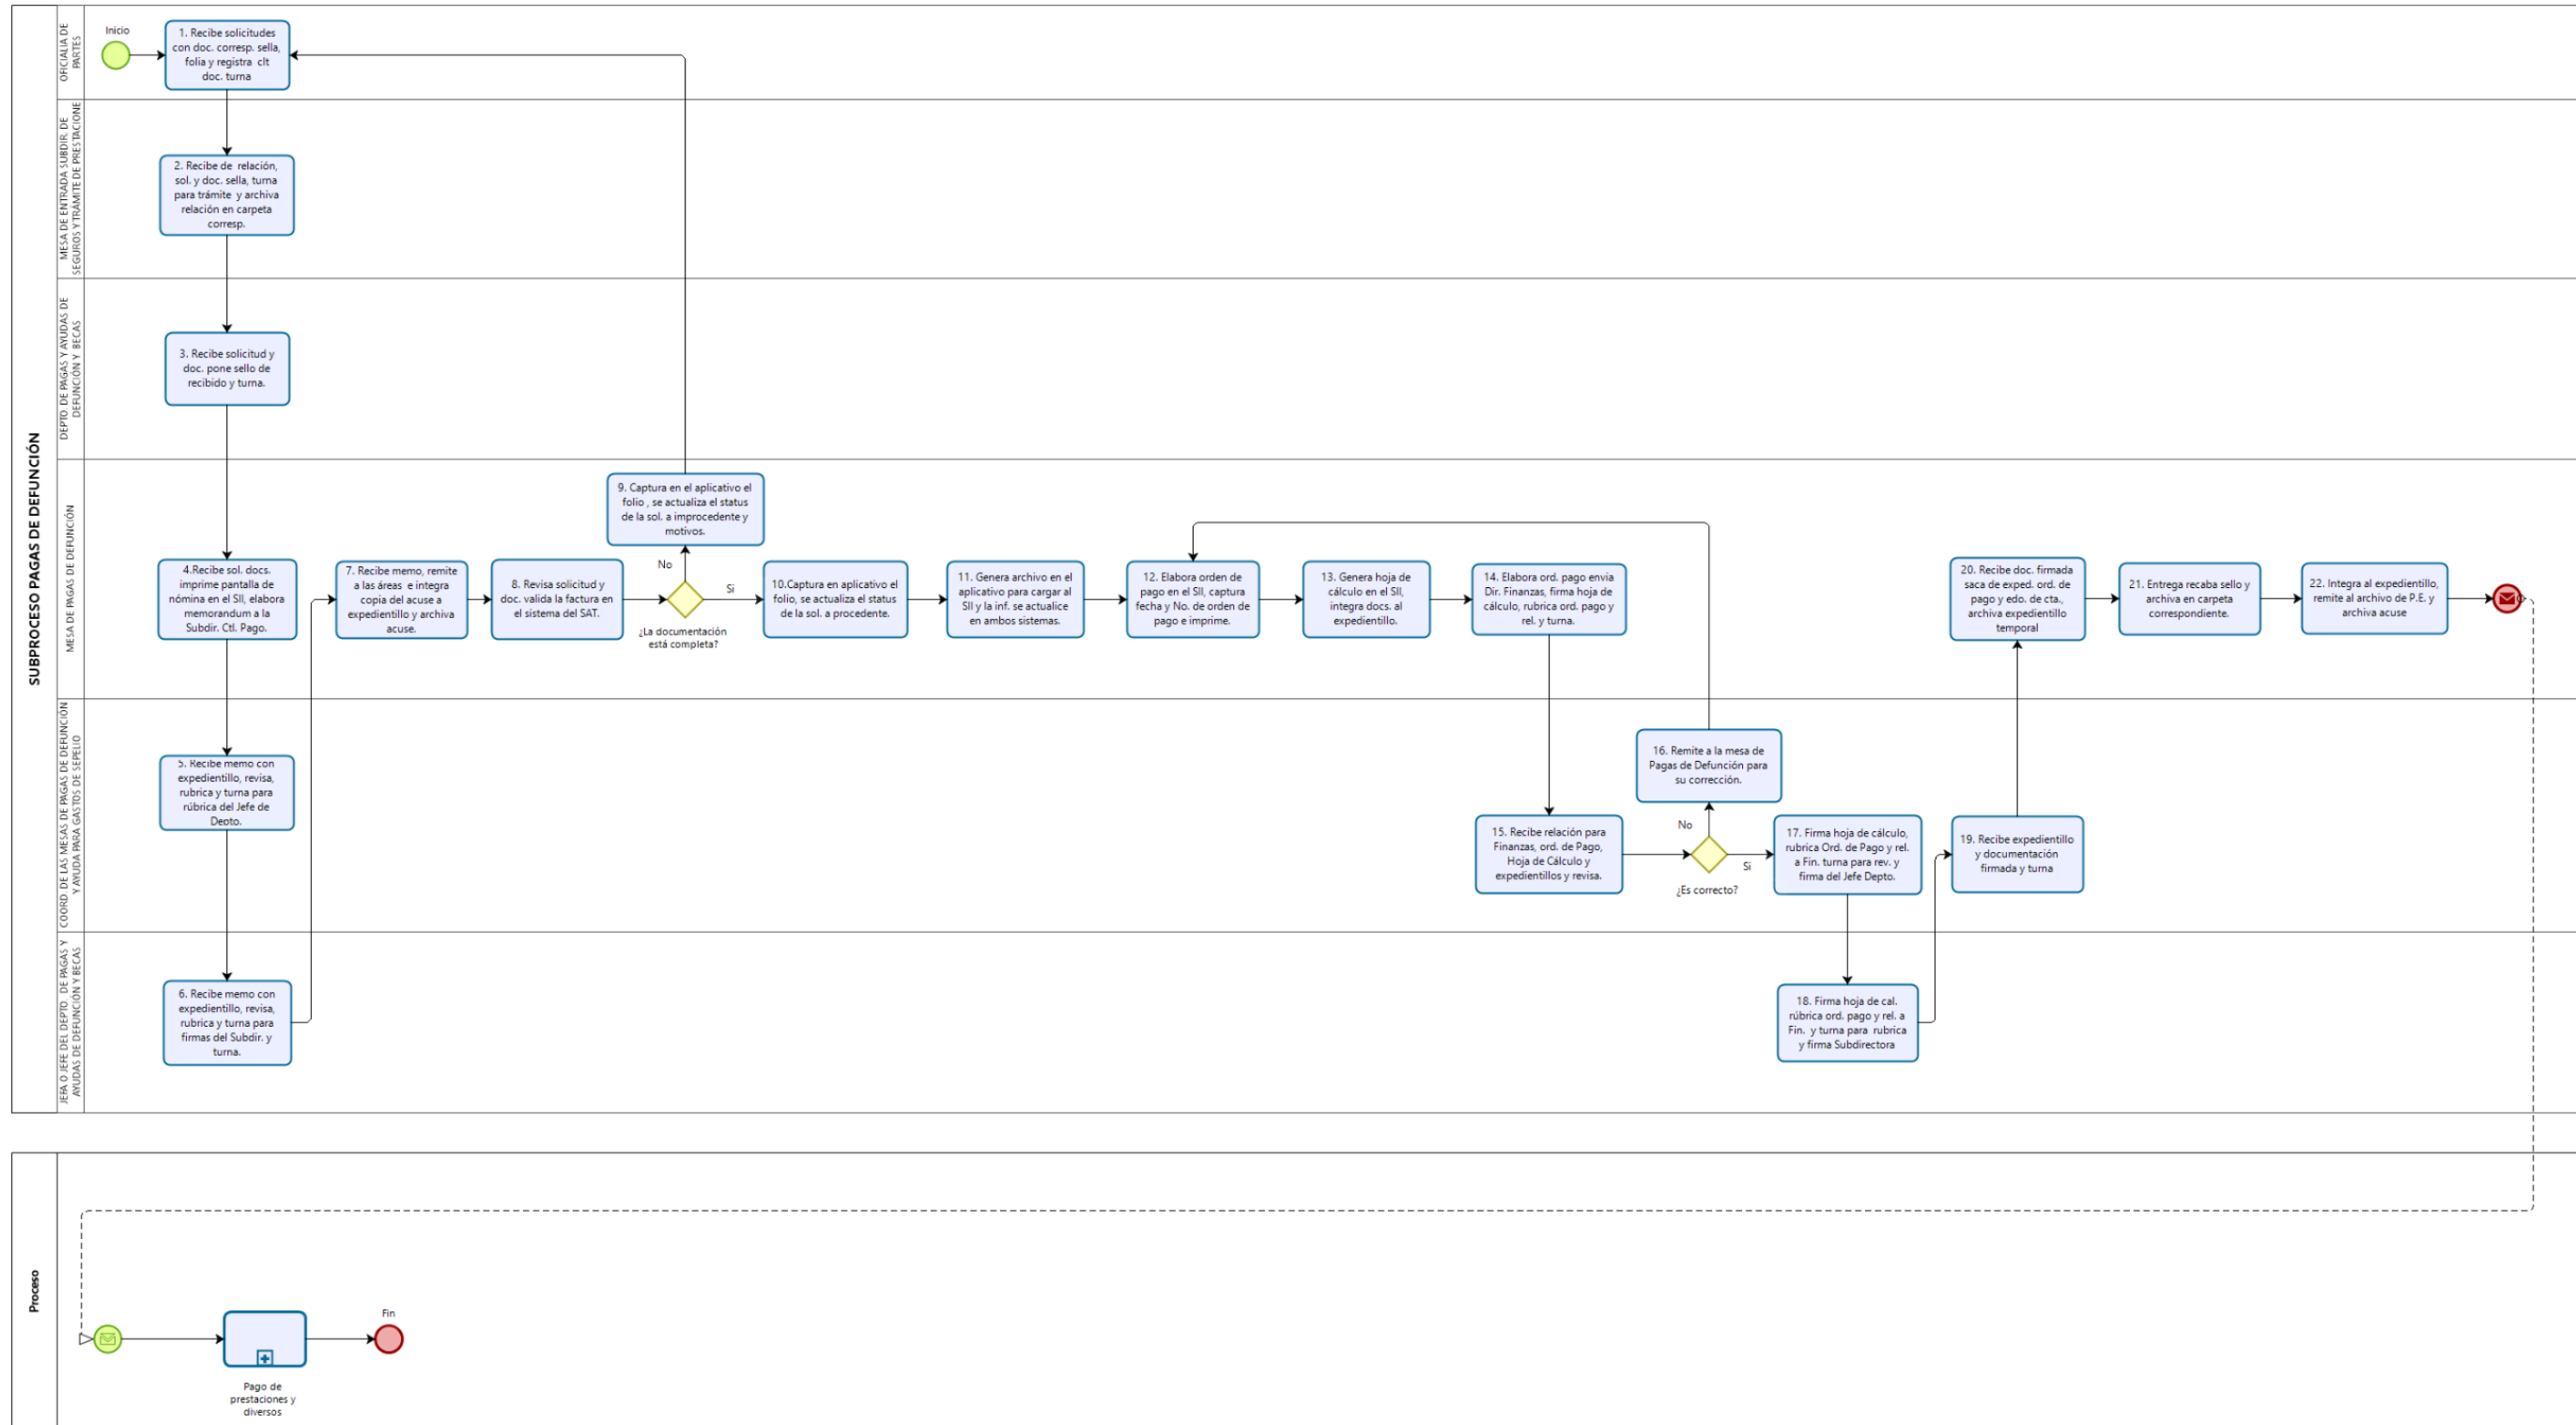 SUBPROCESO PAGAS DE DEFUNCIÓN
OFICIALIA DE
PARTES
Inicio
1. Recibe solicitudes
con doc. corresp. sella,
folia y registra clt
doc. turna
MESA DE ENTRADA SUBDIR. DE
SEGUROS Y TRÁMITE DE PRESTACIONE
2. Recibe de relación,
sol. y doc. sella, turna
para trámite y archiva
relación en carpeta
corresp.
DEPTO. DE PAGAS Y AYUDAS DE
DEFUNCIÓN Y BECAS
3. Recibe solicitud y
doc. pone sello de
recibido y turna.
MESA DE PAGAS DE DEFUNCIÓN
4.Recibe sol. docs.
imprime pantalla de
nómina en el SII, elabora
memorandum a la
Subdir. Ctl. Pago.
7. Recibe memo, remite
a las áreas e integra
copia del acuse a
expedientillo y archiva
acuse.
8. Revisa solicitud y
doc. valida la factura en
el sistema del SAT.
9. Captura en el aplicativo el
folio , se actualiza el status
de la sol. a improcedente y
motivos.
No
Si
¿La documentación
está completa?
10.Captura en aplicativo el
folio, se actualiza el status
de la sol. a procedente.
11. Genera archivo en el
aplicativo para cargar al
SII y la inf. se actualice
en ambos sistemas.
12. Elabora orden de
pago en el SII, captura
fecha y No. de orden de
pago e imprime.
13. Genera hoja de
cálculo en el SII,
integra docs. al
expedientillo.
14. Elabora ord. pago envia
Dir. Finanzas, firma hoja de
cálculo, rubrica ord. pago y
rel. y turna.
20. Recibe doc. firmada
saca de exped. ord. de
pago y edo. de cta.,
archiva expedientillo
temporal
21. Entrega recaba sello y
archiva en carpeta
correspondiente.
22. Integra al expedientillo,
remite al archivo de P.E. y
archiva acuse
COORD. DE LAS MESAS DE PAGAS DE DEFUNCIÓN
Y AYUDA PARA GASTOS DE SEPELIO
5. Recibe memo con
expedientillo, revisa,
rubrica y turna para
rúbrica del Jefe de
Depto.
15. Recibe relación para
Finanzas, ord. de Pago,
Hoja de Cálculo y
expedientillos y revisa.
16. Remite a la mesa de
Pagas de Defunción para
su corrección.
No
Si
¿Es correcto?
17. Firma hoja de cálculo,
rubrica Ord. de Pago y rel.
a Fin. turna para rev. y
firma del Jefe Depto.
19. Recibe expedientillo
y documentación
firmada y turna
JEFA O JEFE DEL DEPTO. DE PAGAS Y
AYUDAS DE DEFUNCIÓN Y BECAS
6. Recibe memo con
expedientillo, revisa,
rubrica y turna para
firmas del Subdir. y
turna.
18. Firma hoja de cal.
rúbrica ord. pago y rel. a
Fin. y turna para rubrica
y firma Subdirectora
Proceso
Pago de
prestaciones y
diversos
Fin